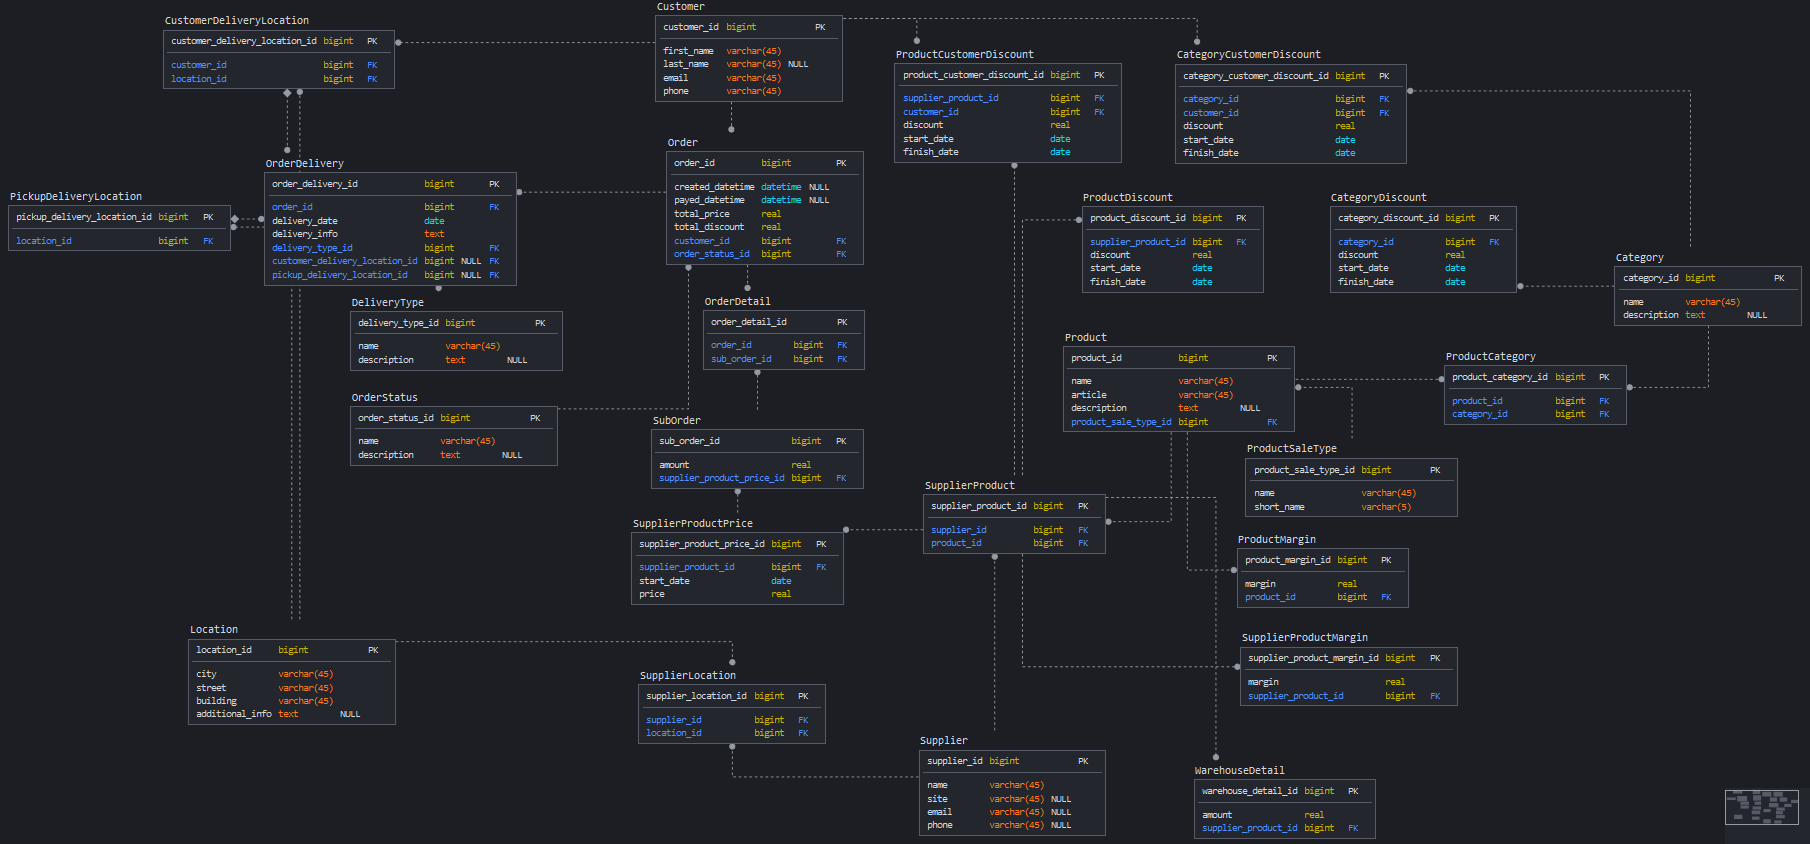 CustomerDeliveryLocation
customer_delivery_location_id bigint PK
customer_id bigint FK
location_id bigint FK
Customer
customer_id bigint PK
first_name varchar(45)
last_name varchar(45) NULL
email varchar(45)
phone varchar(45)
ProductCustomerDiscount
product_customer_discount_id bigint PK
supplier_product_id bigint FK
customer_id bigint FK
discount real
start_date date
finish_date date
CategoryCustomerDiscount
category_customer_discount_id bigint PK
category_id bigint FK
customer_id bigint FK
discount real
start_date date
finish_date date
OrderDelivery
order_delivery_id bigint PK
order_id bigint FK
delivery_date date
delivery_info text
delivery_type_id bigint FK
customer_delivery_location_id bigint NULL FK
pickup_delivery_location_id bigint NULL FK
Order
order_id bigint PK
created_datetime datetime NULL
payed_datetime datetime NULL
total_price real
total_discount real
customer_id bigint FK
order_status_id bigint FK
PickupDeliveryLocation
pickup_delivery_location_id bigint PK
location_id bigint FK
ProductDiscount
product_discount_id bigint PK
supplier_product_id bigint FK
discount real
start_date date
finish_date date
CategoryDiscount
category_discount_id bigint PK
category_id bigint FK
discount real
start_date date
finish_date date
Category
category_id bigint PK
name varchar(45)
description text NULL
DeliveryType
delivery_type_id bigint PK
name varchar(45)
description text NULL
OrderDetail
order_detail_id PK
order_id bigint FK
sub_order_id bigint FK
Product
product_id bigint PK
name varchar(45)
article varchar(45)
description text NULL
product_sale_type_id bigint FK
ProductCategory
product_category_id bigint PK
product_id bigint FK
category_id bigint FK
OrderStatus
order_status_id bigint PK
name varchar(45)
description text NULL
SubOrder
sub_order_id bigint PK
amount real
supplier_product_price_id bigint FK
ProductSaleType
product_sale_type_id bigint PK
name varchar(45)
short_name varchar(5)
SupplierProduct
supplier_product_id bigint PK
supplier_id bigint FK
product_id bigint FK
SupplierProductPrice
supplier_product_price_id bigint PK
supplier_product_id bigint FK
start_date date
price real
ProductMargin
product_margin_id bigint PK
margin real
product_id bigint FK
Location
location_id bigint PK
city varchar(45)
street varchar(45)
building varchar(45)
additional_info text NULL
SupplierProductMargin
supplier_product_margin_id bigint PK
margin real
supplier_product_id bigint FK
SupplierLocation
supplier_location_id bigint PK
supplier_id bigint FK
location_id bigint FK
Supplier
supplier_id bigint PK
name varchar(45)
site varchar(45) NULL
email varchar(45) NULL
phone varchar(45) NULL
WarehouseDetail
warehouse_detail_id bigint PK
amount real
supplier_product_id bigint FK